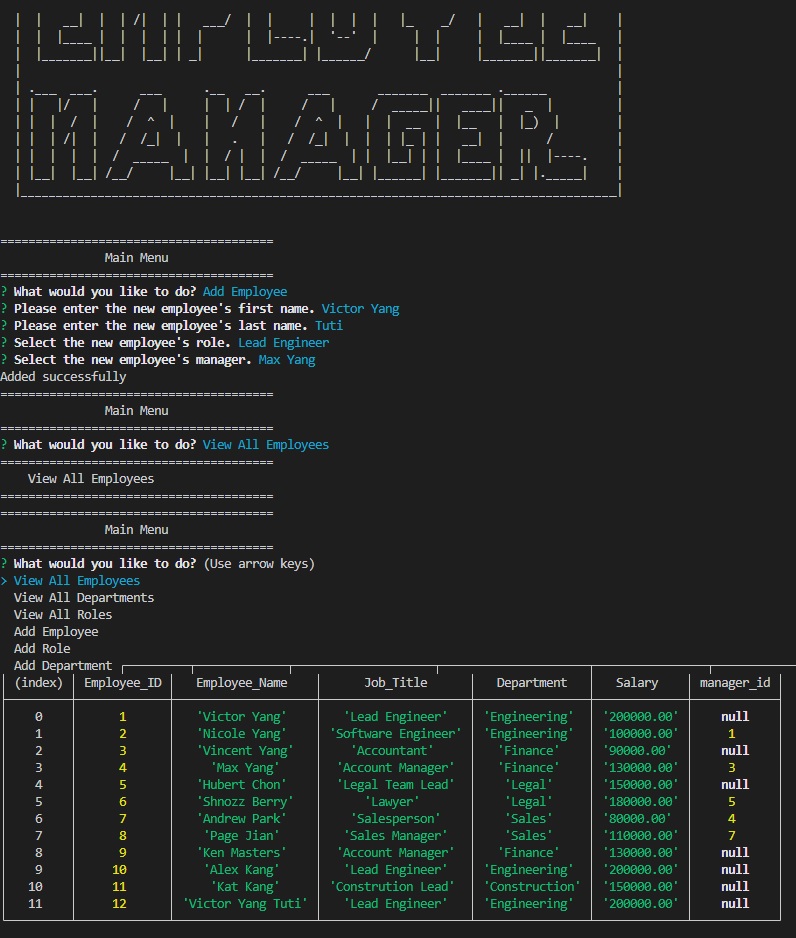 EMPLOYEE
MANAGER
=======================================
Main Menu
=======================================
? What would you like to do? Add Employee
? Please enter the new employee's first name. Victor Yang
? Please enter the new employee's last name. Tuti
? Select the new employee's role. Lead Engineer
? Select the new employee's manager. Max Yang
Added successfully
=======================================
Main Menu
=======================================
? What would you like to do? View All Employees
=======================================
View All Employees
=======================================
=======================================
Main Menu
=======================================
? What would you like to do? (Use arrow keys)
> View All Employees
View All Departments
View All Roles
Add Employee
Add Role
Add Department
(index) Employee_ID Employee_Name Job_Title Department Salary manager_id
0 1 'Victor Yang' 'Lead Engineer' 'Engineering' '200000.00' null
1 2 'Nicole Yang' 'Software Engineer' 'Engineering' '100000.00' 1
2 3 'Vincent Yang' 'Accountant' 'Finance' '90000.00' null
3 4 'Max Yang' 'Account Manager' 'Finance' '130000.00' 3
4 5 'Hubert Chon' 'Legal Team Lead' 'Legal' '150000.00' null
5 6 'Shnozz Berry' 'Lawyer' 'Legal' '180000.00' 5
6 7 'Andrew Park' 'Salesperson' 'Sales' '80000.00' 4
7 8 'Page Jian' 'Sales Manager' 'Sales' '110000.00' 7
8 9 'Ken Masters' 'Account Manager' 'Finance' '130000.00' null
9 10 'Alex Kang' 'Lead Engineer' 'Engineering' '200000.00' null
10 11 'Kat Kang' 'Constrution Lead' 'Construction' '150000.00' null
11 12 'Victor Yang Tuti' 'Lead Engineer' 'Engineering' '200000.00' null